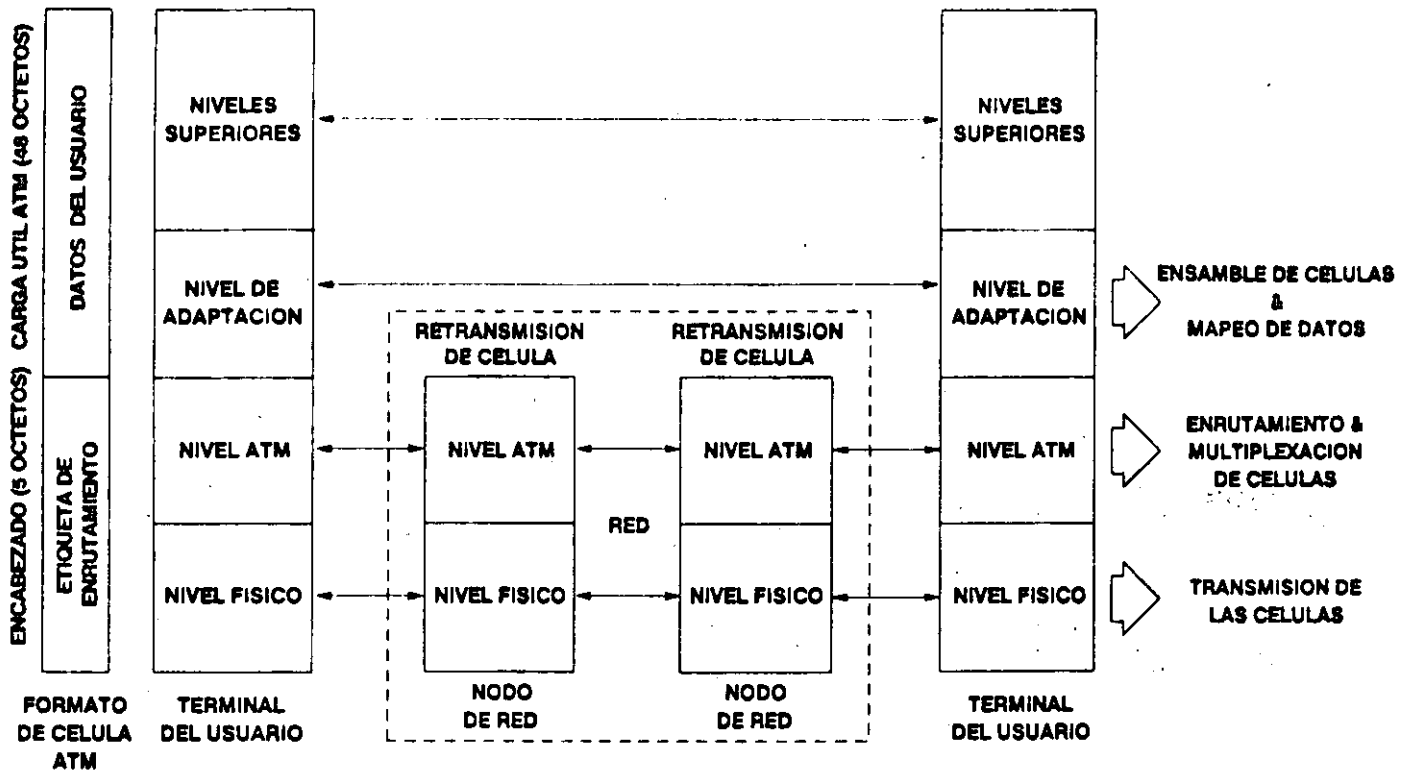 ENCABEZADO (5 OCTETOS) CARGA UTIL ATM (48 OCTETOS)
DATOS DEL USUARIO
ETIQUETA DE
ENRUTAMIENTO
FORMATO
DE CELULA
ATM
NIVELES
SUPERIORES
NIVEL DE
ADAPTACION
NIVEL ATM
NIVEL FISICO
TERMINAL
DEL USUARIO
RETRANSMISION
DE CELULA
NIVEL ATM
NIVEL FISICO
NODO
DE RED
RED
RETRANSMISION
DE CELULA
NIVEL ATM
NIVEL FISICO
NODO
DE RED
NIVELES
SUPERIORES
NIVEL DE
ADAPTACION
NIVEL ATM
NIVEL FISICO
TERMINAL
DEL USUARIO
ENSAMBLE DE CELULAS
&
MAPEO DE DATOS
ENRUTAMIENTO &
MULTIPLEXACION
DE CELULAS
TRANSMISION DE
LAS CELULAS